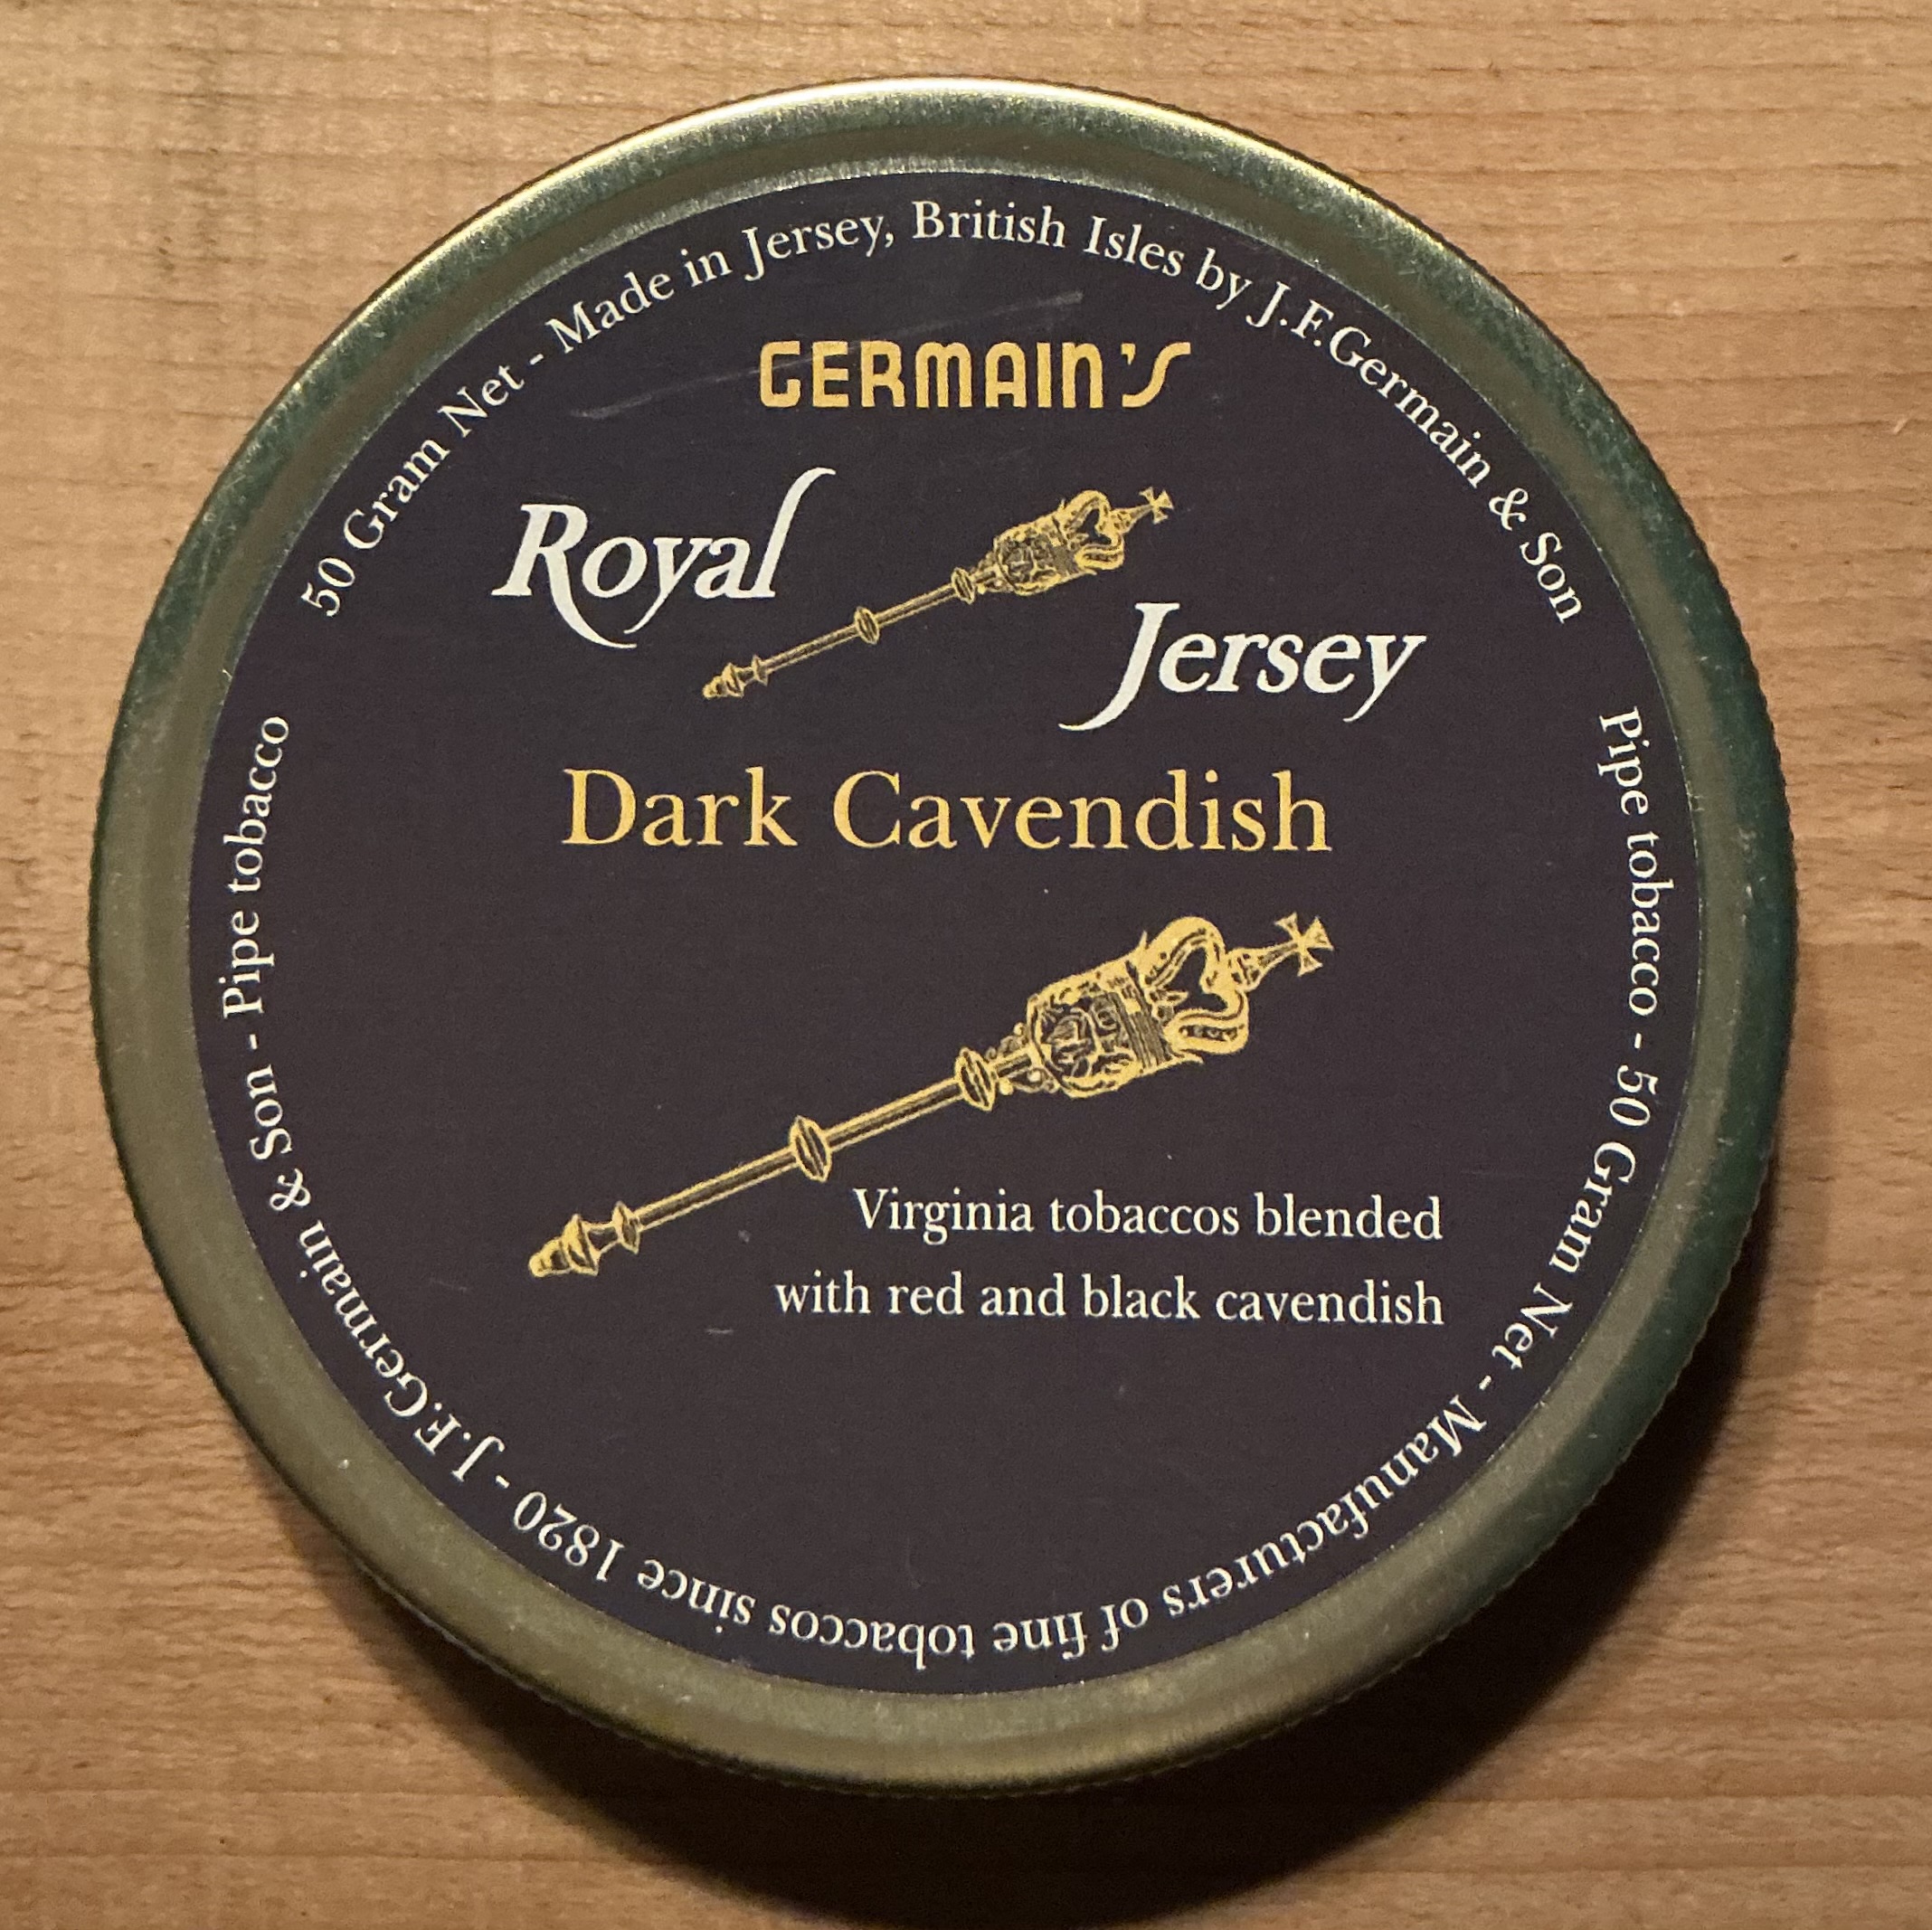 50 Gram Net - Made in Jersey, British Isles by J.F.Germain & Son
GERMAIN'S
Royal
Jersey
Dark Cavendish
Virginia tobaccos blended
with red and black cavendish
Pipe tobacco - 50 Gram Net - Manufacturers of fine tobaccos since 1820 - J.F.Germain & Son - Pipe tobacco